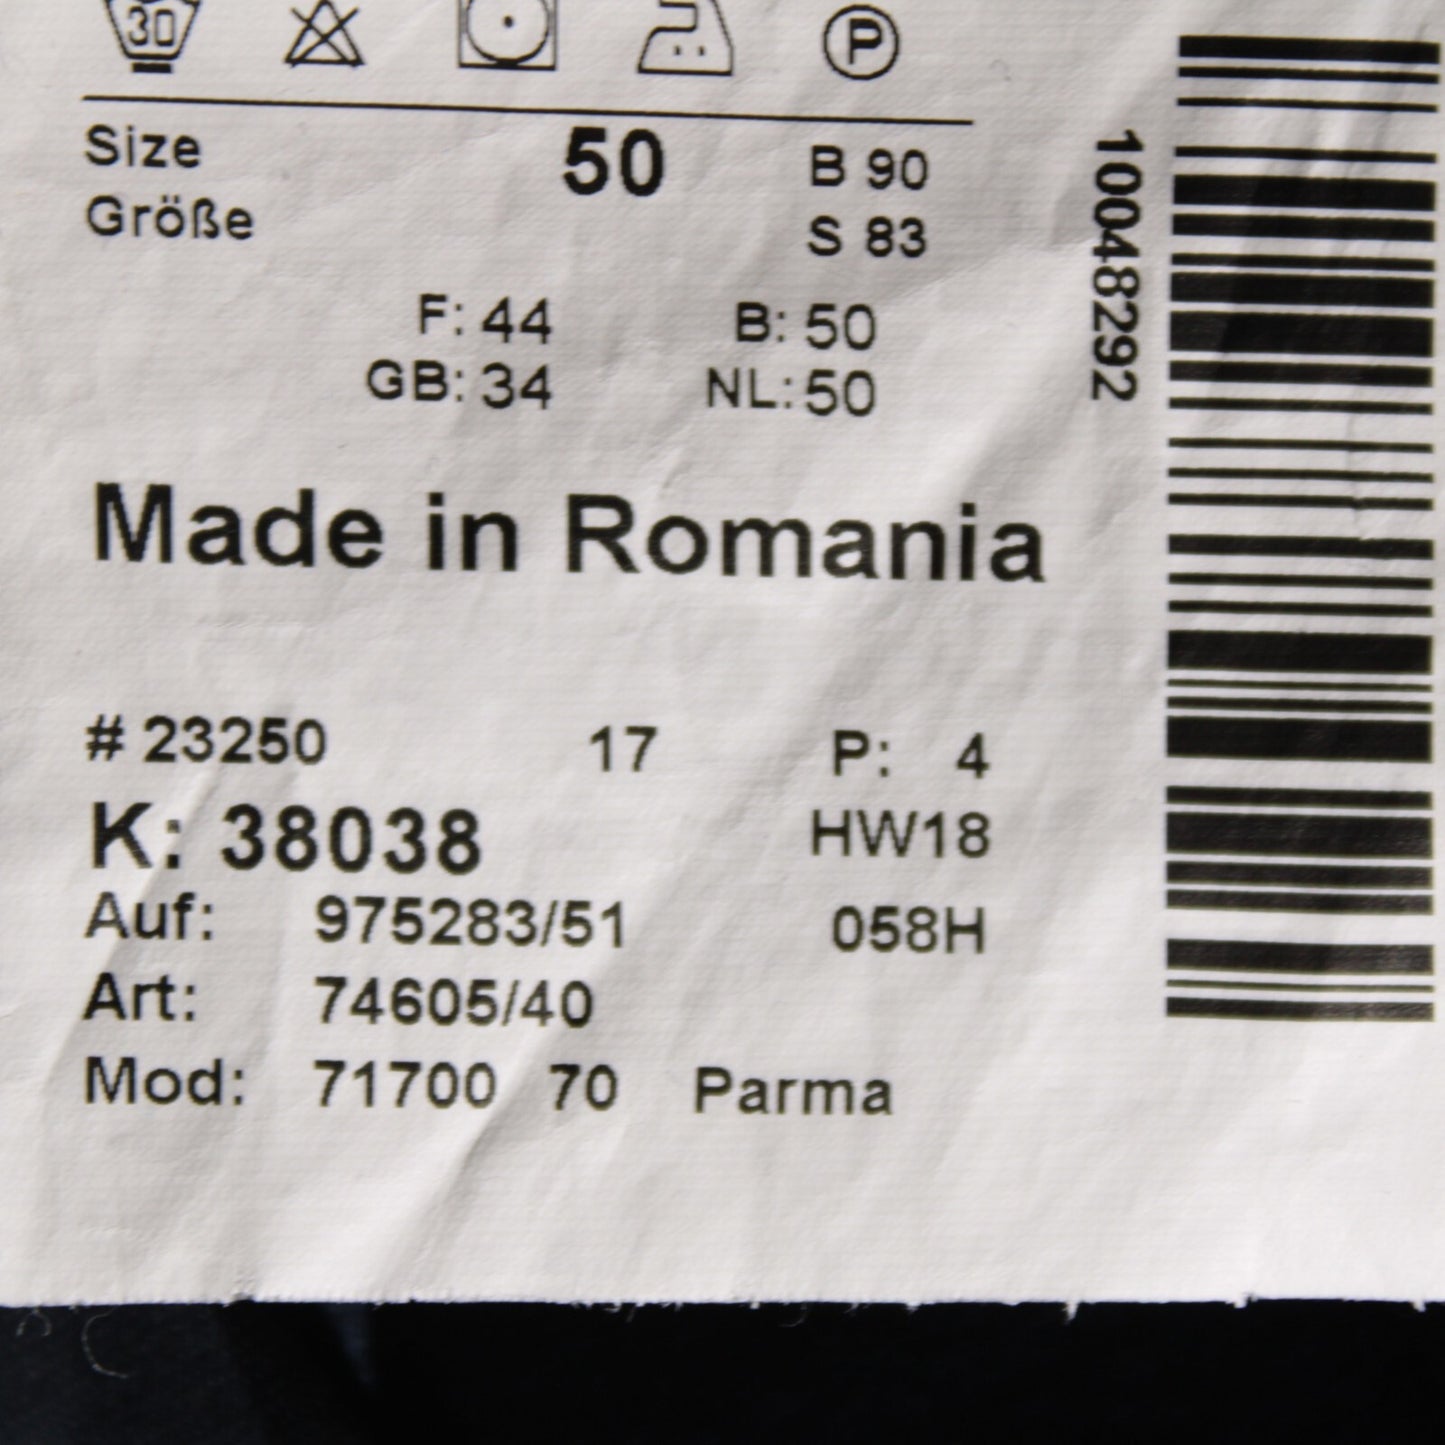 30 P
Size 50 B 90
Größe S 83
F: 44 B: 50
GB: 34 NL: 50
Made in Romania
# 23250 17 P: 4
K: 38038 HW18
Auf: 975283/51 058H
Art: 74605/40
Mod: 71700 70 Parma
10048292